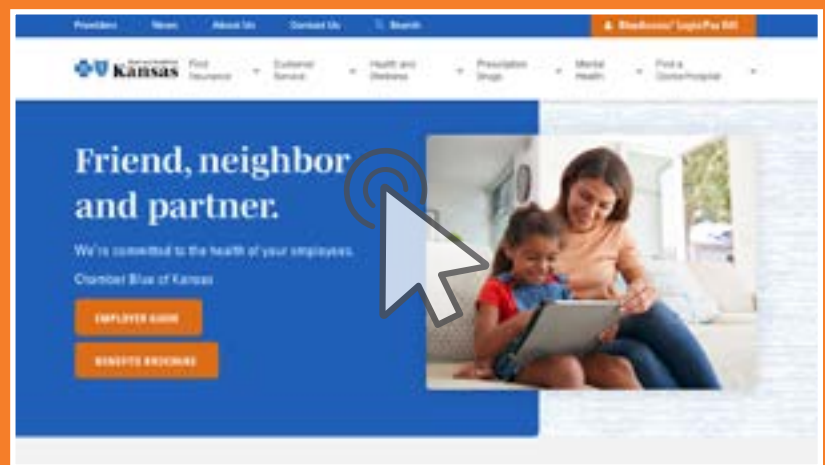 Providers News About Us Contact Us Search BlueAccess® Login/Pay Bill
Kansas
Find Insurance
Customer Service
Health and Wellness
Prescription Drugs
Mental Health
Find a Doctor/Hospital
Friend, neighbor
and partner.
We're committed to the health of your employees.
Chamber Blue of Kansas
EMPLOYER GUIDE
BENEFITS BROCHURE